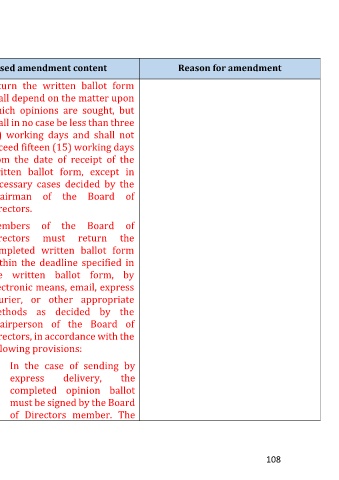 sed amendment content
Reason for amendment
turn the written ballot form
all depend on the matter upon
ich opinions are sought, but
all in no case be less than three
) working days and shall not
ceed fifteen (15) working days
om the date of receipt of the
itten ballot form, except in
cessary cases decided by the
airman of the Board of
rectors.
embers of the Board of
rectors must return the
mpleted written ballot form
thin the deadline specified in
e written ballot form, by
ectronic means, email, express
urier, or other appropriate
ethods as decided by the
airperson of the Board of
rectors, in accordance with the
llowing provisions:
In the case of sending by
express delivery, the
completed opinion ballot
must be signed by the Board
of Directors member. The
108